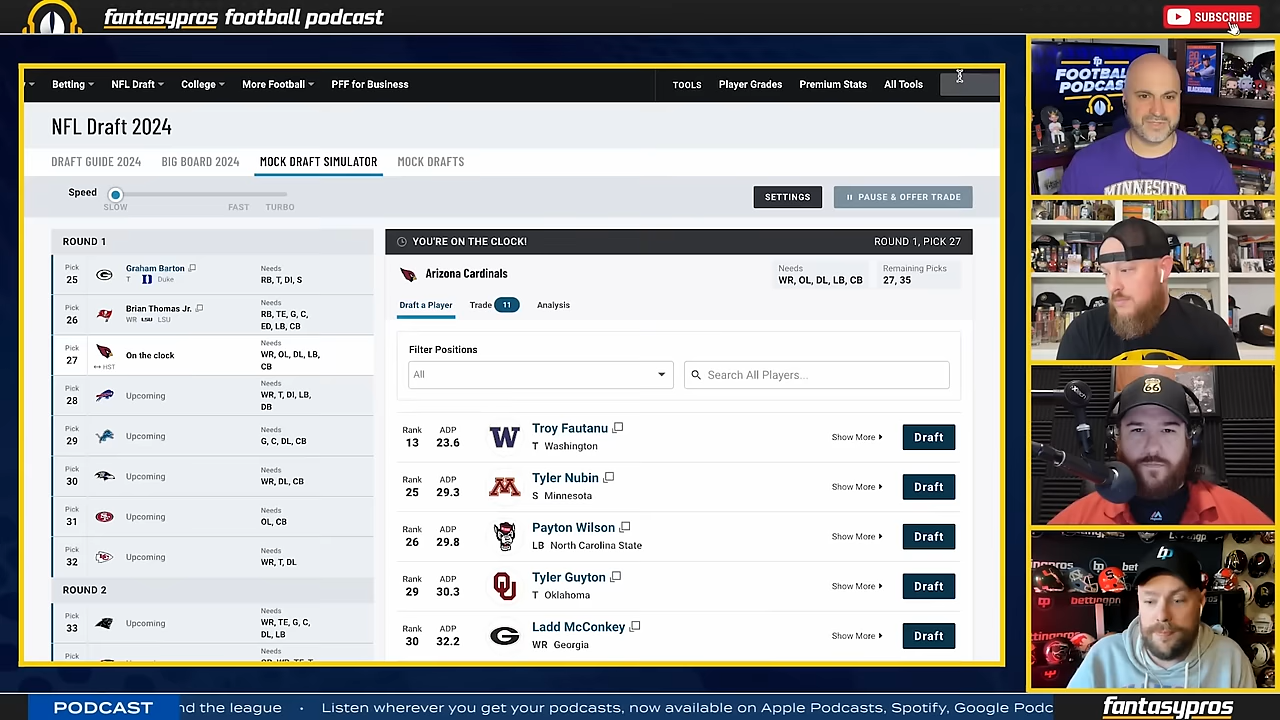 fantasypros football podcast
SUBSCRIBE
Betting
NFL Draft
College
More Football
PFF for Business
TOOLS
Player Grades
Premium Stats
All Tools
NFL Draft 2024
DRAFT GUIDE 2024
BIG BOARD 2024
MOCK DRAFT SIMULATOR
MOCK DRAFTS
Speed
SLOW
FAST
TURBO
SETTINGS
PAUSE & OFFER TRADE
ROUND 1
Pick
25
Graham Barton
T Duke
Needs
RB, T, DI, S
Pick
26
Brian Thomas Jr.
WR LSU LSU
Needs
RB, TE, G, C,
ED, LB, CB
Pick
27
HST
On the clock
Needs
WR, OL, DL, LB,
CB
Pick
28
Upcoming
Needs
WR, T, DI, LB,
DB
Pick
29
Upcoming
Needs
G, C, DL, CB
Pick
30
Upcoming
Needs
WR, DL, CB
Pick
31
Upcoming
Needs
OL, CB
Pick
32
Upcoming
Needs
WR, T, DL
ROUND 2
Pick
33
Upcoming
Needs
WR, TE, G, C,
DL, LB
Pick
YOU'RE ON THE CLOCK!
ROUND 1, PICK 27
Arizona Cardinals
Needs
WR, OL, DL, LB, CB
Remaining Picks
27, 35
Draft a Player
Trade 11
Analysis
Filter Positions
All
Search All Players...
Rank
13
ADP
23.6
W
Troy Fautanu
T Washington
Show More
Draft
Rank
25
ADP
29.3
M
Tyler Nubin
S Minnesota
Show More
Draft
Rank
26
ADP
29.8
Payton Wilson
LB North Carolina State
Show More
Draft
Rank
29
ADP
30.3
Tyler Guyton
T Oklahoma
Show More
Draft
Rank
30
ADP
32.2
G
Ladd McConkey
WR Georgia
Show More
Draft
fp
FOOTBALL
PODCAST
MINNESOTA
66
bp
bettingp
PODCAST
nd the league • Listen wherever you get your podcasts, now available on Apple Podcasts, Spotify, Google Podc
fantasypros